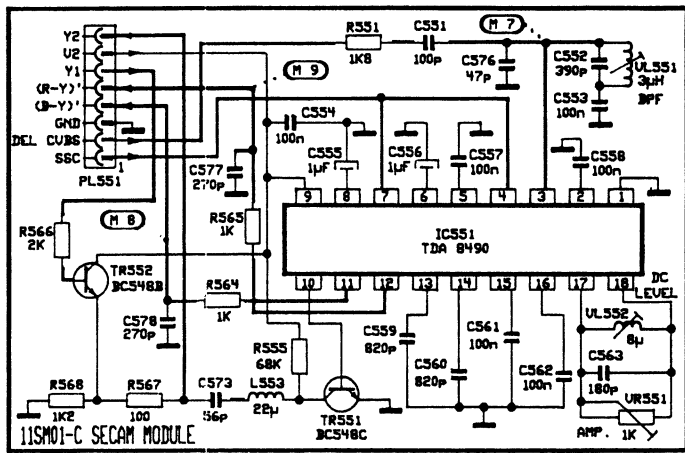 Y2
V2
Y1
(R-Y)'
(B-Y)'
GND
DEL CVBS
SSC
1
PL551
M 7
M 9
M 8
R551
1K8
C551
100p
C576
47p
C552
390p
C553
100n
VL551
3µH
BPF
C554
100n
C555
1µF
C556
1µF
C557
100n
C558
100n
C577
270p
R565
1K
R566
2K
TR552
BC548B
R564
1K
C578
270p
9
8
7
6
5
4
3
2
1
IC551
TDA 8490
10
11
12
13
14
15
16
17
18
DC
LEVEL
VL552
8µ
C563
180p
VR551
1K
AMP.
C559
820p
C560
820p
C561
100n
C562
100n
R555
68K
R568
1K2
R567
100
C573
56p
L553
22µ
TR551
BC548C
11SM01-C SECAM MODULE